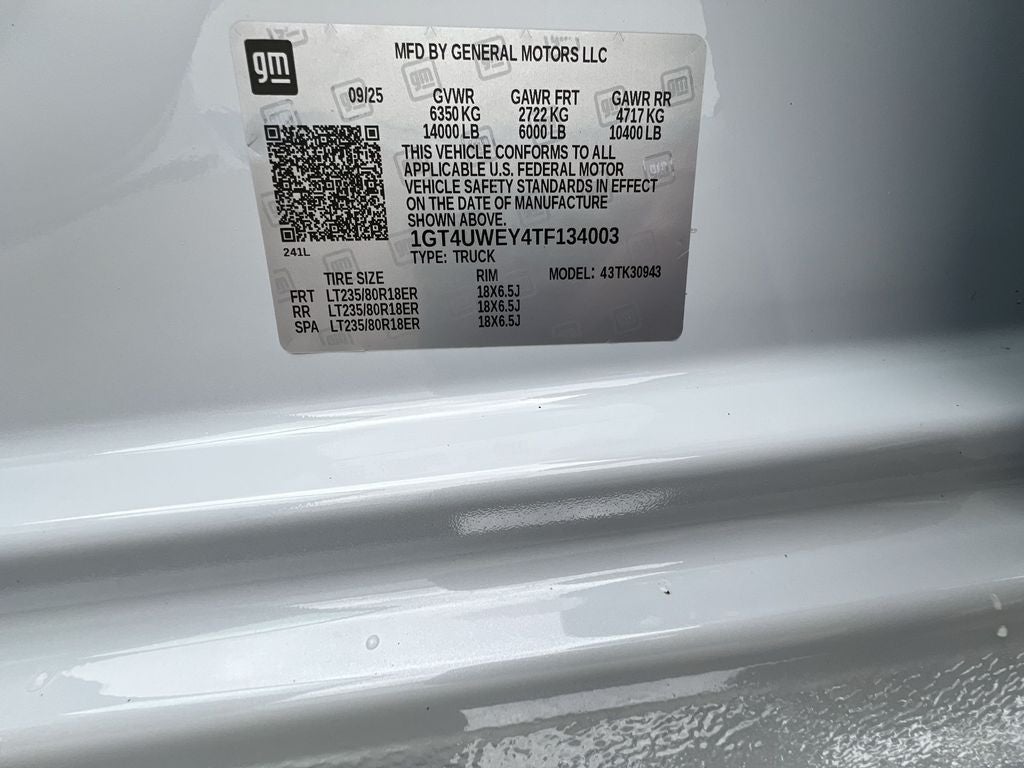 gm
MFD BY GENERAL MOTORS LLC
09/25 GVWR GAWR FRT GAWR RR
6350 KG 2722 KG 4717 KG
14000 LB 6000 LB 10400 LB
THIS VEHICLE CONFORMS TO ALL
APPLICABLE U.S. FEDERAL MOTOR
VEHICLE SAFETY STANDARDS IN EFFECT
ON THE DATE OF MANUFACTURE
SHOWN ABOVE.
1GT4UWEY4TF134003
241L
TYPE: TRUCK
TIRE SIZE RIM MODEL: 43TK30943
FRT LT235/80R18ER 18X6.5J
RR LT235/80R18ER 18X6.5J
SPA LT235/80R18ER 18X6.5J